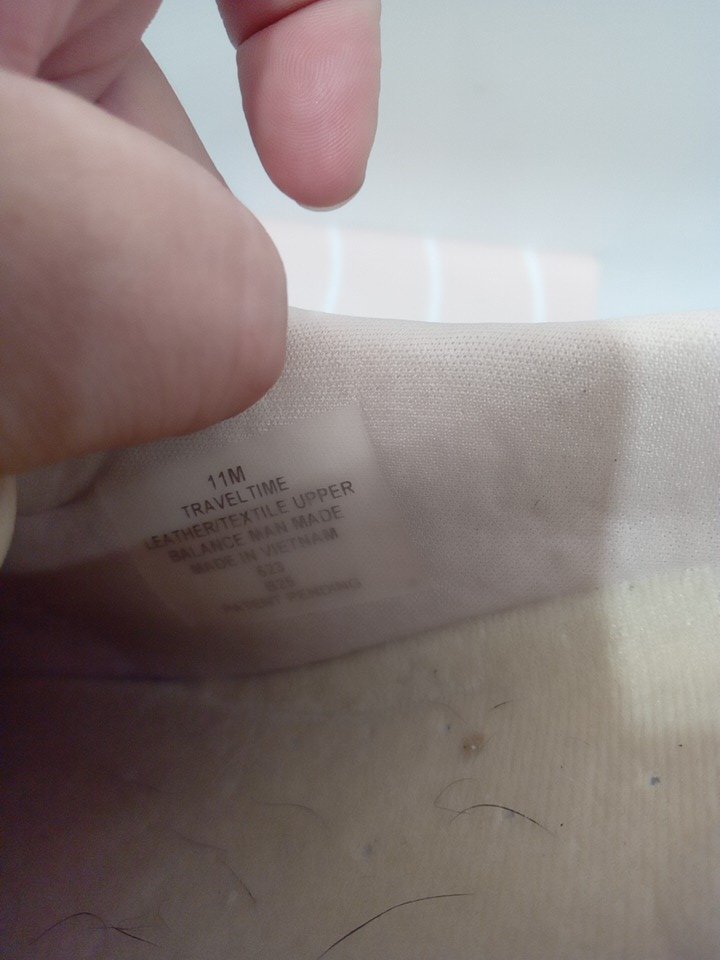 11M
TRAVELTIME
LEATHER/TEXTILE UPPER
BALANCE MAN MADE
MADE IN VIETNAM
PATENT PENDING